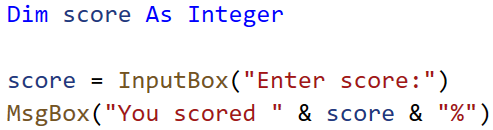 Dim score As Integer
score = InputBox("Enter score:")
MsgBox("You scored " & score & "%")